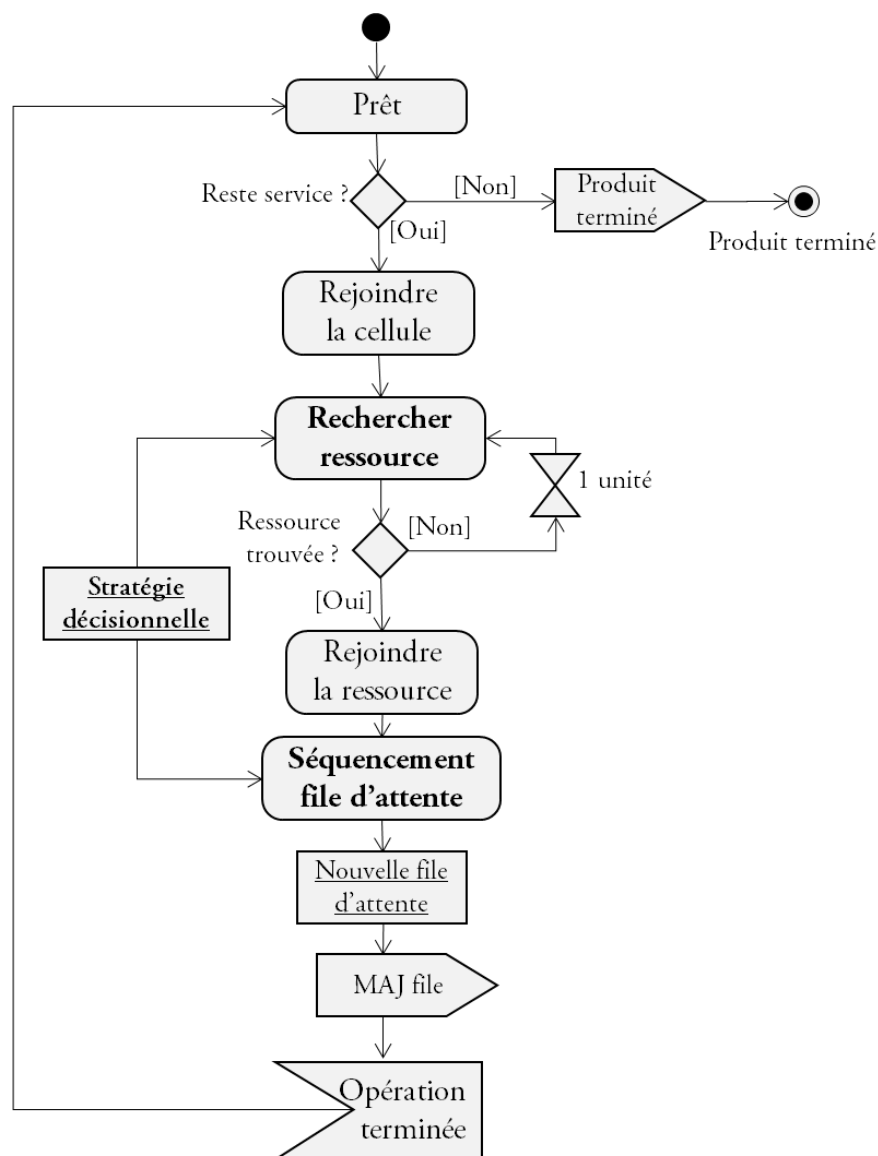 Prêt
Reste service ?
[Non]
Produit
terminé
Produit terminé
[Oui]
Rejoindre
la cellule
Rechercher
ressource
1 unité
Ressource
trouvée ?
[Non]
Stratégie
décisionnelle
[Oui]
Rejoindre
la ressource
Séquencement
file d'attente
Nouvelle file
d'attente
MAJ file
Opération
terminée